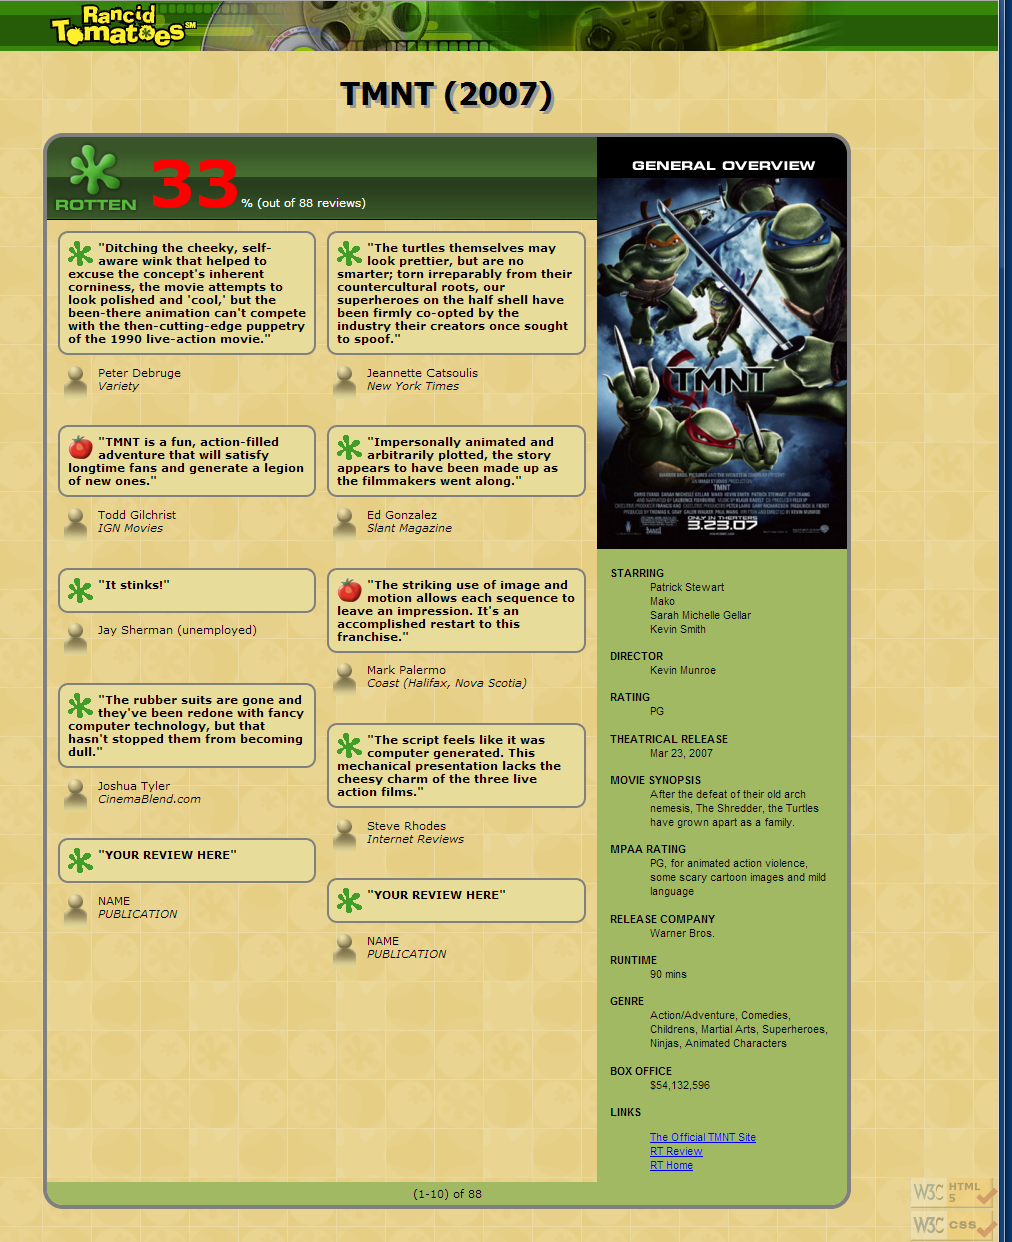 Rancid
Tomatoes SM
TMNT (2007)
ROTTEN
33
% (out of 88 reviews)
"Ditching the cheeky, self-
aware wink that helped to
excuse the concept's inherent
corniness, the movie attempts to
look polished and 'cool,' but the
been-there animation can't compete
with the then-cutting-edge puppetry
of the 1990 live-action movie."
Peter Debruge
Variety
"TMNT is a fun, action-filled
adventure that will satisfy
longtime fans and generate a legion
of new ones."
Todd Gilchrist
IGN Movies
"It stinks!"
Jay Sherman (unemployed)
"The rubber suits are gone and
they've been redone with fancy
computer technology, but that
hasn't stopped them from becoming
dull."
Joshua Tyler
CinemaBlend.com
"YOUR REVIEW HERE"
NAME
PUBLICATION
"The turtles themselves may
look prettier, but are no
smarter; torn irreparably from their
countercultural roots, our
superheroes on the half shell have
been firmly co-opted by the
industry their creators once sought
to spoof."
Jeannette Catsoulis
New York Times
"Impersonally animated and
arbitrarily plotted, the story
appears to have been made up as
the filmmakers went along."
Ed Gonzalez
Slant Magazine
"The striking use of image and
motion allows each sequence to
leave an impression. It's an
accomplished restart to this
franchise."
Mark Palermo
Coast (Halifax, Nova Scotia)
"The script feels like it was
computer generated. This
mechanical presentation lacks the
cheesy charm of the three live
action films."
Steve Rhodes
Internet Reviews
"YOUR REVIEW HERE"
NAME
PUBLICATION
GENERAL OVERVIEW
TMNT
TMNT
ONLY IN THEATERS
3.23.07
STARRING
Patrick Stewart
Mako
Sarah Michelle Gellar
Kevin Smith
DIRECTOR
Kevin Munroe
RATING
PG
THEATRICAL RELEASE
Mar 23, 2007
MOVIE SYNOPSIS
After the defeat of their old arch
nemesis, The Shredder, the Turtles
have grown apart as a family.
MPAA RATING
PG, for animated action violence,
some scary cartoon images and mild
language
RELEASE COMPANY
Warner Bros.
RUNTIME
90 mins
GENRE
Action/Adventure, Comedies,
Childrens, Martial Arts, Superheroes,
Ninjas, Animated Characters
BOX OFFICE
$54,132,596
LINKS
The Official TMNT Site
RT Review
RT Home
(1-10) of 88
W3C HTML
5
W3C CSS